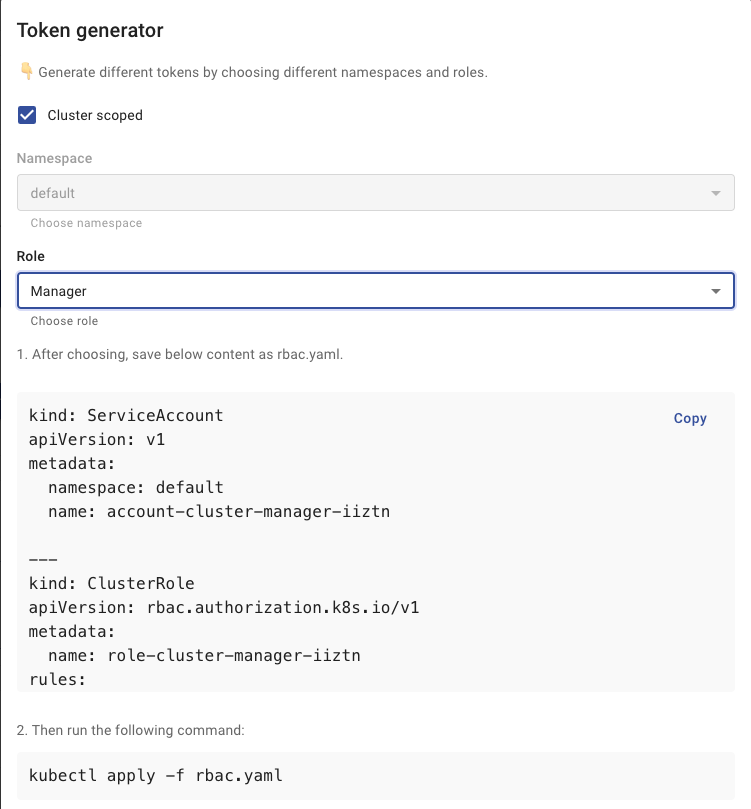 Token generator
👇 Generate different tokens by choosing different namespaces and roles.
Cluster scoped
Namespace
default
Choose namespace
Role
Manager
Choose role
1. After choosing, save below content as rbac.yaml.
Copy
kind: ServiceAccount
apiVersion: v1
metadata:
  namespace: default
  name: account-cluster-manager-iiztn
---
kind: ClusterRole
apiVersion: rbac.authorization.k8s.io/v1
metadata:
  name: role-cluster-manager-iiztn
rules:
2. Then run the following command:
kubectl apply -f rbac.yaml